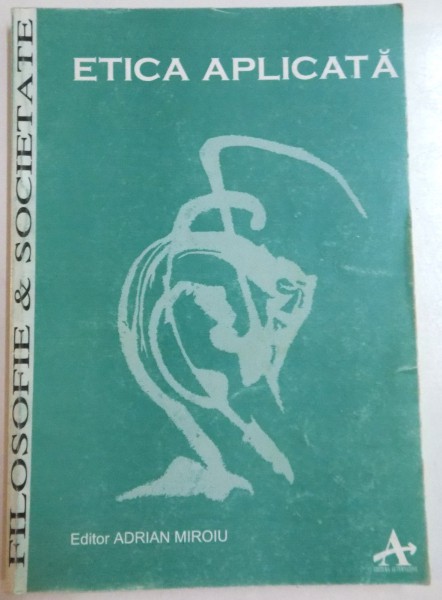 FILOSOFIE & SOCIETATE
ETICA APLICATĂ
Editor ADRIAN MIROIU